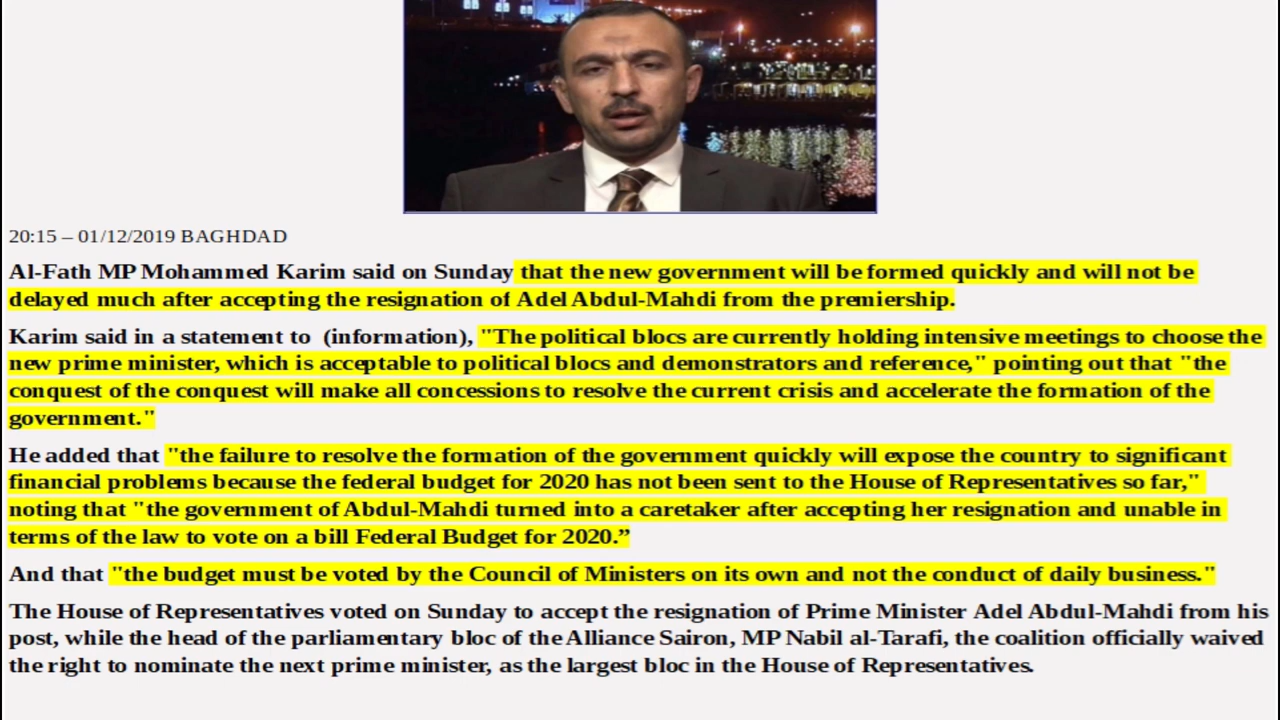 20:15 – 01/12/2019 BAGHDAD
Al-Fath MP Mohammed Karim said on Sunday that the new government will be formed quickly and will not be
delayed much after accepting the resignation of Adel Abdul-Mahdi from the premiership.
Karim said in a statement to (information), "The political blocs are currently holding intensive meetings to choose the
new prime minister, which is acceptable to political blocs and demonstrators and reference," pointing out that "the
conquest of the conquest will make all concessions to resolve the current crisis and accelerate the formation of the
government."
He added that "the failure to resolve the formation of the government quickly will expose the country to significant
financial problems because the federal budget for 2020 has not been sent to the House of Representatives so far,"
noting that "the government of Abdul-Mahdi turned into a caretaker after accepting her resignation and unable in
terms of the law to vote on a bill Federal Budget for 2020.”
And that "the budget must be voted by the Council of Ministers on its own and not the conduct of daily business."
The House of Representatives voted on Sunday to accept the resignation of Prime Minister Adel Abdul-Mahdi from his
post, while the head of the parliamentary bloc of the Alliance Sairon, MP Nabil al-Tarafi, the coalition officially waived
the right to nominate the next prime minister, as the largest bloc in the House of Representatives.